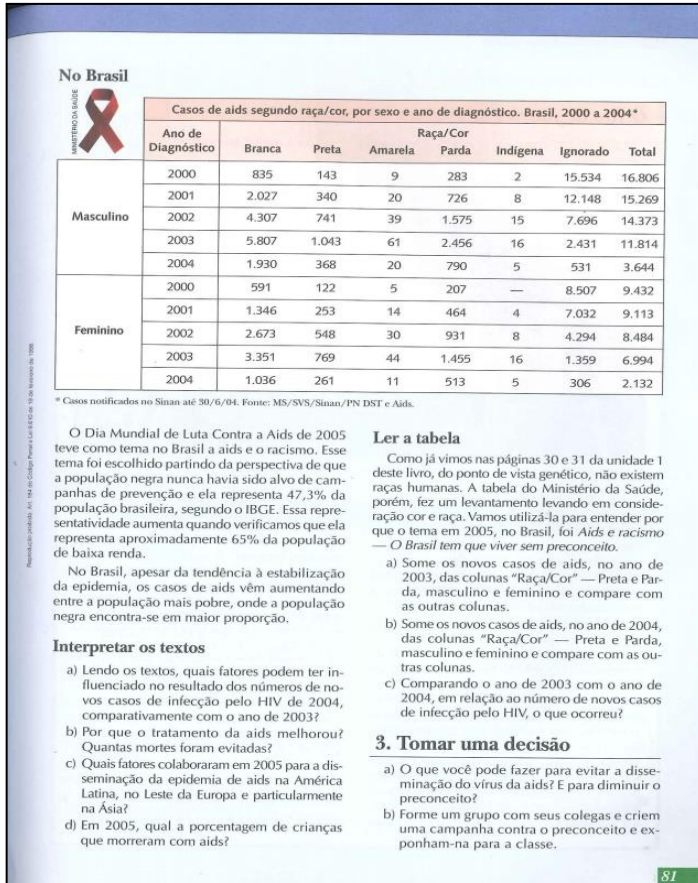 No Brasil
MINISTÉRIO DA SAÚDE
Casos de aids segundo raça/cor, por sexo e ano de diagnóstico. Brasil, 2000 a 2004*
Ano de Diagnóstico Raça/Cor
Branca Preta Amarela Parda Indígena Ignorado Total
Masculino
2000 835 143 9 283 2 15.534 16.806
2001 2.027 340 20 726 8 12.148 15.269
2002 4.307 741 39 1.575 15 7.696 14.373
2003 5.807 1.043 61 2.456 16 2.431 11.814
2004 1.930 368 20 790 5 531 3.644
Feminino
2000 591 122 5 207 — 8.507 9.432
2001 1.346 253 14 464 4 7.032 9.113
2002 2.673 548 30 931 8 4.294 8.484
2003 3.351 769 44 1.455 16 1.359 6.994
2004 1.036 261 11 513 5 306 2.132
* Casos notificados no Sinan até 30/6/04. Fonte: MS/SVS/Sinan/PN DST e Aids.
O Dia Mundial de Luta Contra a Aids de 2005
teve como tema no Brasil a aids e o racismo. Esse
tema foi escolhido partindo da perspectiva de que
a população negra nunca havia sido alvo de cam-
panhas de prevenção e ela representa 47,3% da
população brasileira, segundo o IBGE. Essa repre-
sentatividade aumenta quando verificamos que ela
representa aproximadamente 65% da população
de baixa renda.
No Brasil, apesar da tendência à estabilização
da epidemia, os casos de aids vêm aumentando
entre a população mais pobre, onde a população
negra encontra-se em maior proporção.
Interpretar os textos
a) Lendo os textos, quais fatores podem ter in-
fluenciado no resultado dos números de no-
vos casos de infecção pelo HIV de 2004,
comparativamente com o ano de 2003?
b) Por que o tratamento da aids melhorou?
Quantas mortes foram evitadas?
c) Quais fatores colaboraram em 2005 para a dis-
seminação da epidemia de aids na América
Latina, no Leste da Europa e particularmente
na Ásia?
d) Em 2005, qual a porcentagem de crianças
que morreram com aids?
Ler a tabela
Como já vimos nas páginas 30 e 31 da unidade 1
deste livro, do ponto de vista genético, não existem
raças humanas. A tabela do Ministério da Saúde,
porém, fez um levantamento levando em conside-
ração cor e raça. Vamos utilizá-la para entender por
que o tema em 2005, no Brasil, foi Aids e racismo
— O Brasil tem que viver sem preconceito.
a) Some os novos casos de aids, no ano de
2003, das colunas “Raça/Cor” — Preta e Par-
da, masculino e feminino e compare com
as outras colunas.
b) Some os novos casos de aids, no ano de 2004,
das colunas “Raça/Cor” — Preta e Parda,
masculino e feminino e compare com as ou-
tras colunas.
c) Comparando o ano de 2003 com o ano de
2004, em relação ao número de novos casos
de infecção pelo HIV, o que ocorreu?
3. Tomar uma decisão
a) O que você pode fazer para evitar a disse-
minação do vírus da aids? E para diminuir o
preconceito?
b) Forme um grupo com seus colegas e criem
uma campanha contra o preconceito e ex-
ponham-na para a classe.
Reprodução proibida. Art. 184 do Código Penal e Lei 9.610 de 19 de fevereiro de 1998.
81